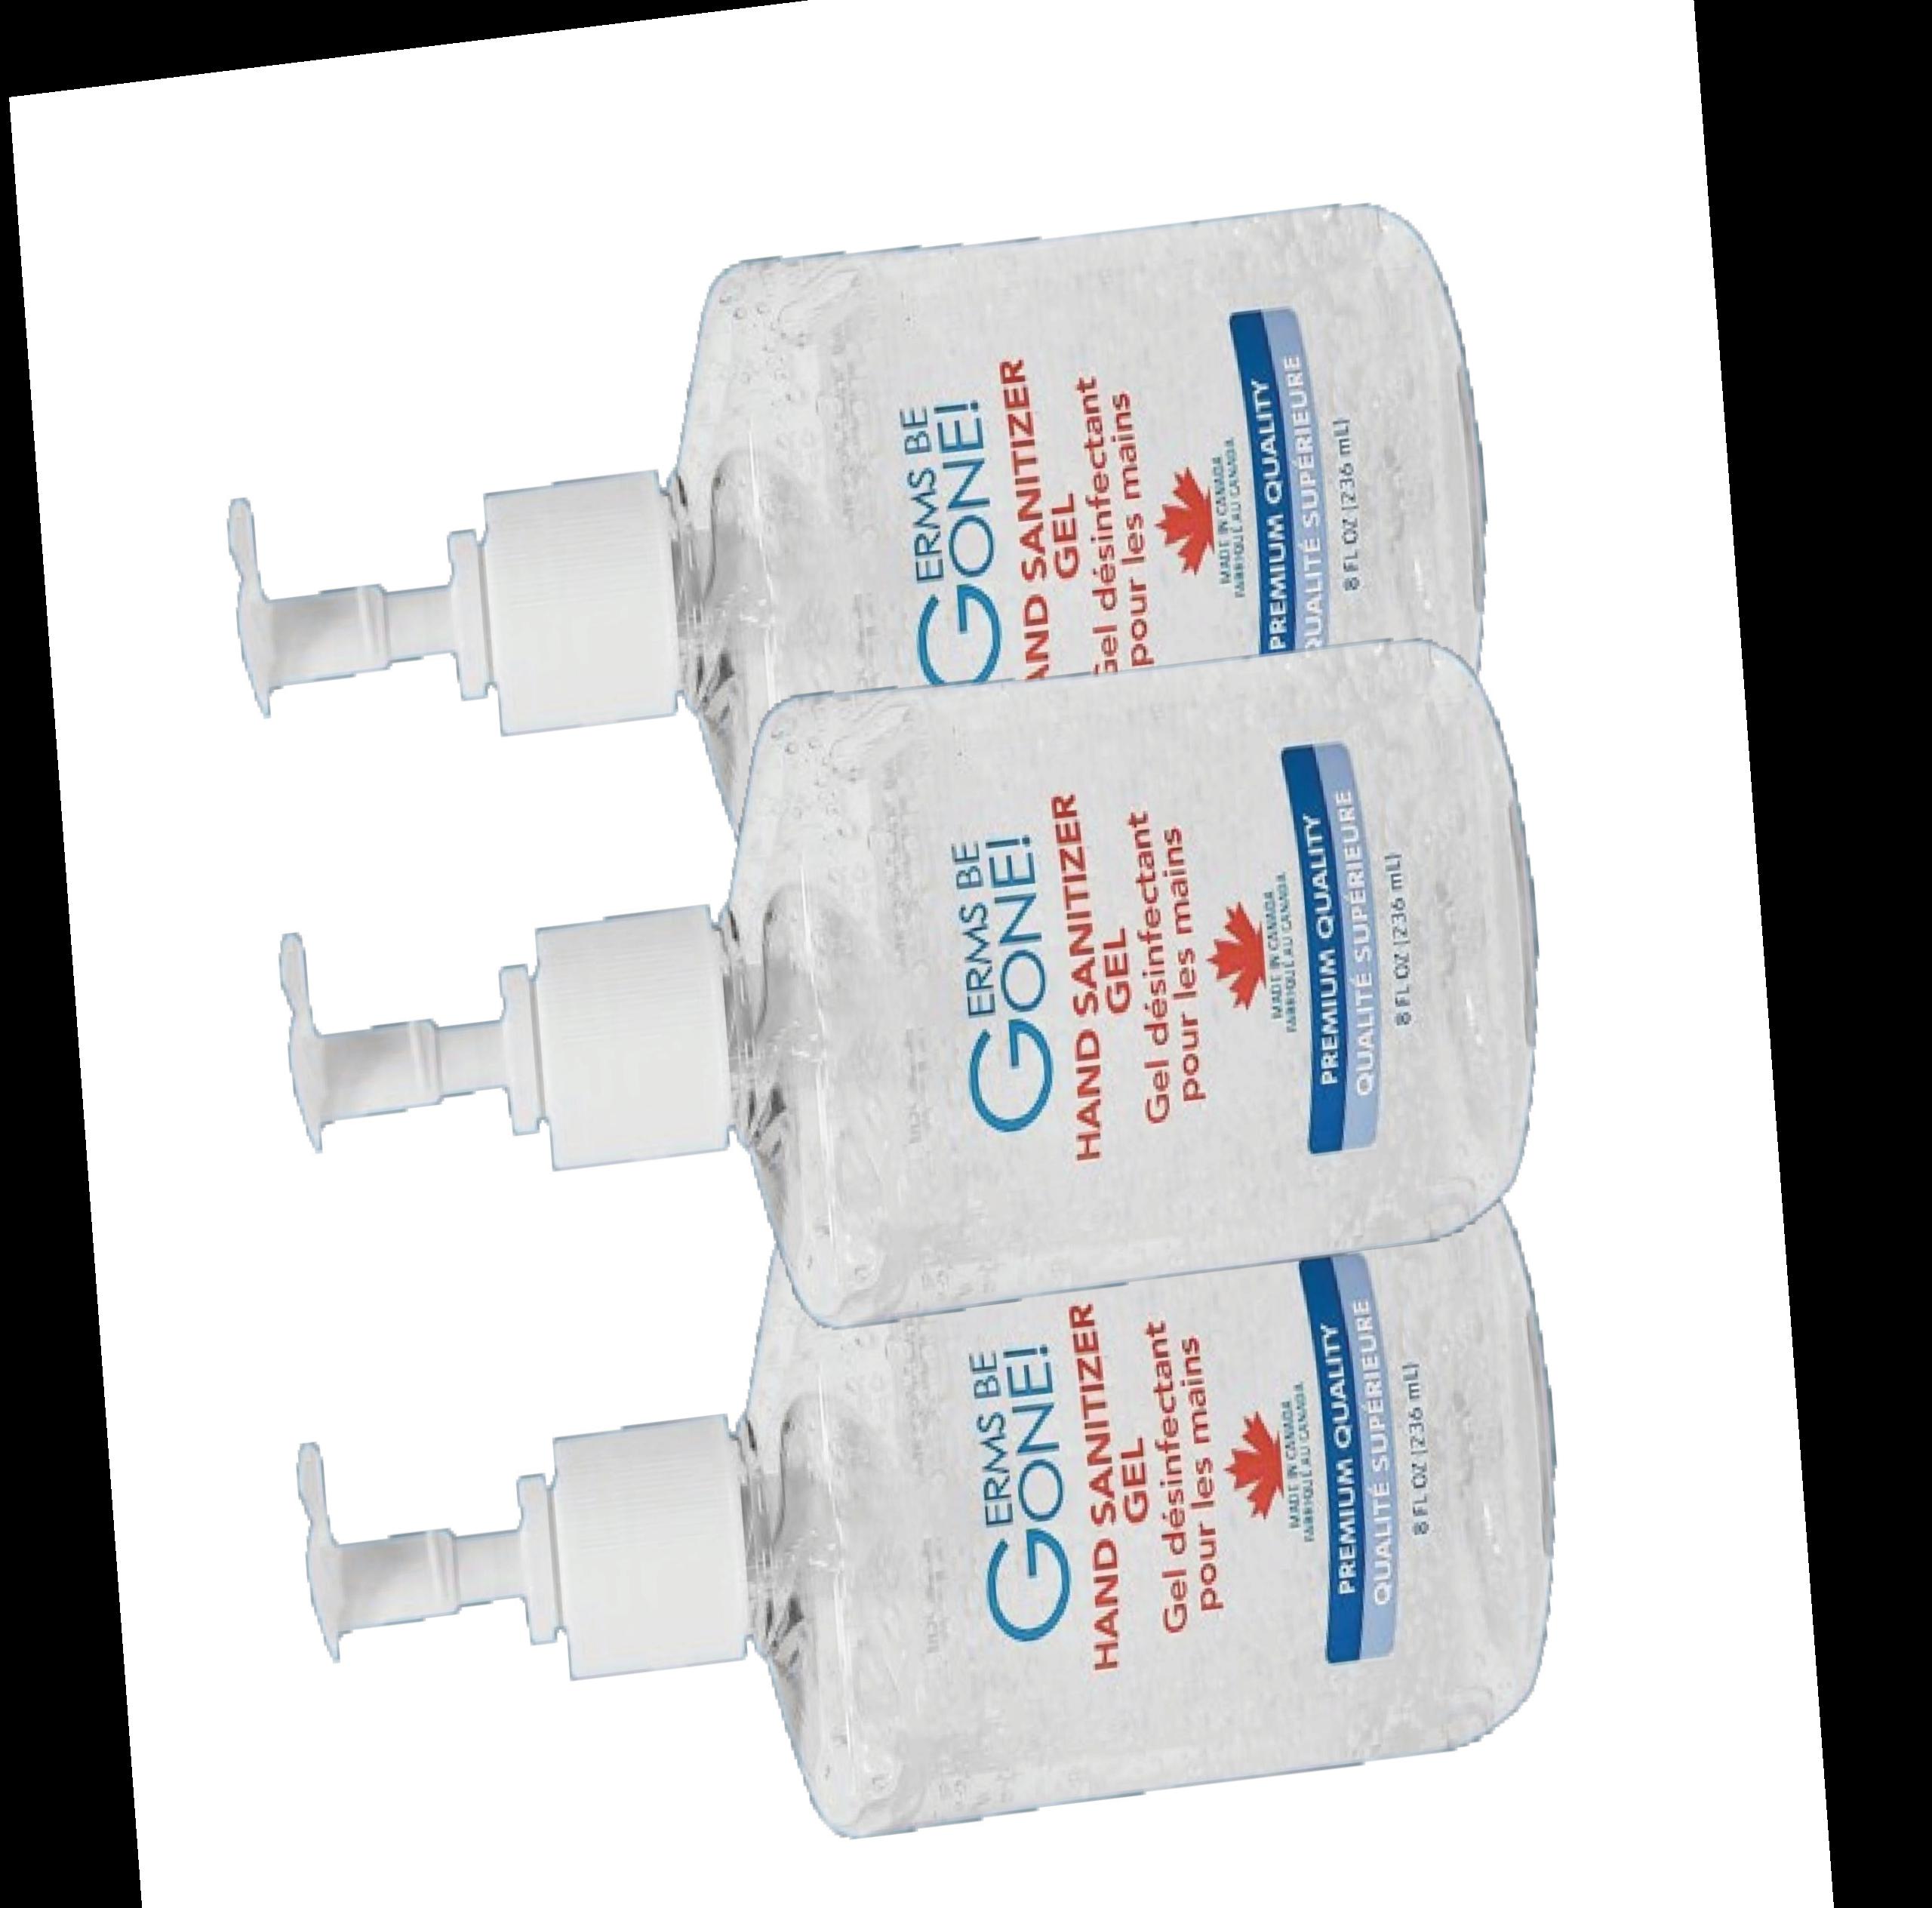 GERMS BE
GONE!
AND SANITIZER
GEL
Gel désinfectant
pour les mains
MADE IN CANADA
FABRIQUÉ AU CANADA
PREMIUM QUALITY
QUALITÉ SUPÉRIEURE
8 FL OZ (236 mL)
GERMS BE
GONE!
HAND SANITIZER
GEL
Gel désinfectant
pour les mains
MADE IN CANADA
FABRIQUÉ AU CANADA
PREMIUM QUALITY
QUALITÉ SUPÉRIEURE
8 FL OZ (236 mL)
GERMS BE
GONE!
HAND SANITIZER
GEL
Gel désinfectant
pour les mains
MADE IN CANADA
FABRIQUÉ AU CANADA
PREMIUM QUALITY
QUALITÉ SUPÉRIEURE
8 FL OZ (236 mL)